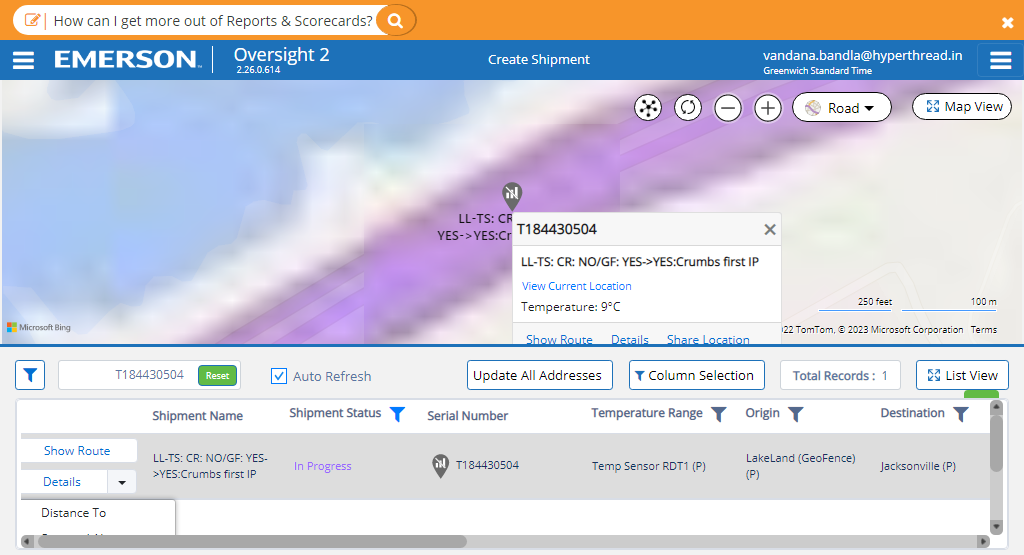 How can I get more out of Reports & Scorecards?
EMERSON
Oversight 2
2.26.0.614
Create Shipment
vandana.bandla@hyperthread.in
Greenwich Standard Time
Road
Map View
LL-TS: CR
YES->YES:Cr
T184430504
LL-TS: CR: NO/GF: YES->YES:Crumbs first IP
View Current Location
Temperature: 9°C
Show Route Details Share Location
250 feet 100 m
Microsoft Bing
22 TomTom, © 2023 Microsoft Corporation Terms
T184430504 Reset
Auto Refresh
Update All Addresses
Column Selection
Total Records : 1
List View
Shipment Name Shipment Status Serial Number Temperature Range Origin Destination
Show Route
Details
LL-TS: CR: NO/GF: YES-
>YES:Crumbs first IP
In Progress
T184430504
Temp Sensor RDT1 (P)
LakeLand (GeoFence)
(P)
Jacksonville (P)
Distance To